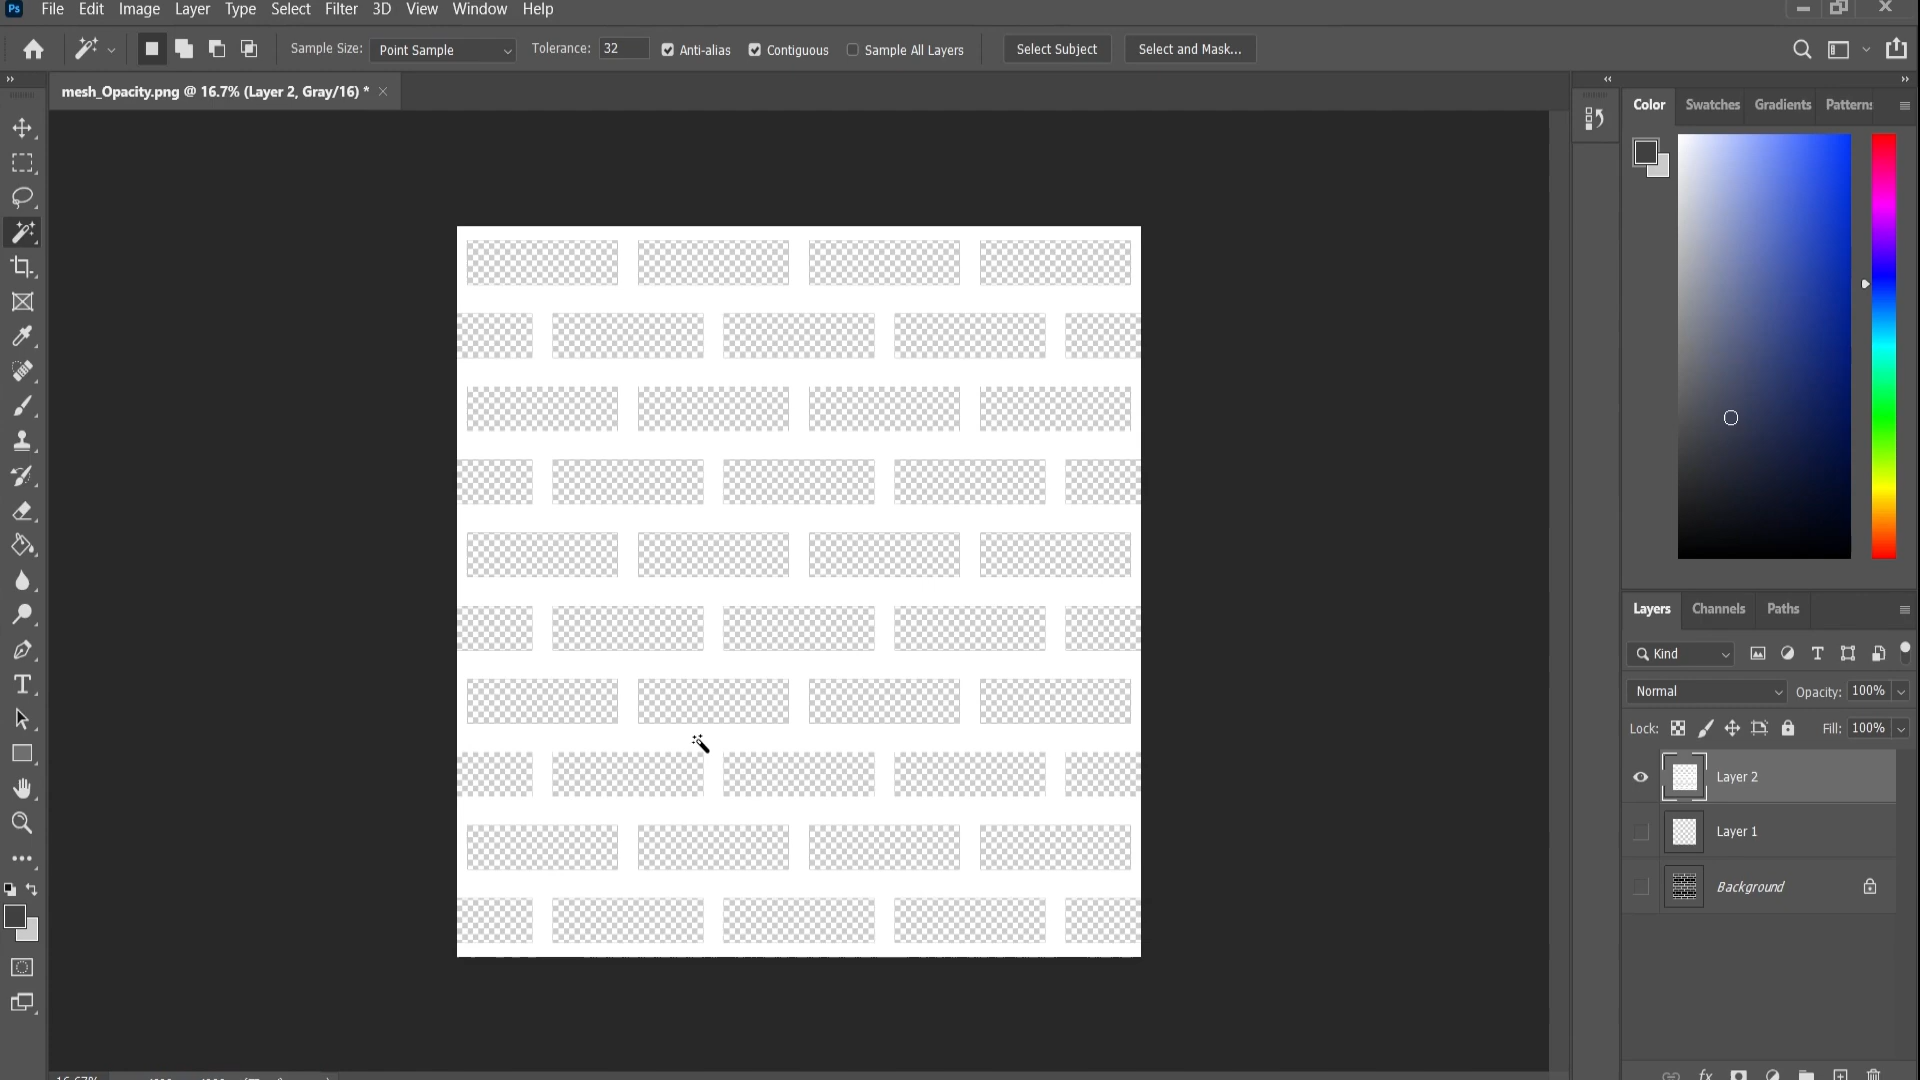 Ps File Edit Image Layer Type Select Filter 3D View Window Help
Sample Size: Point Sample Tolerance: 32 Anti-alias Contiguous Sample All Layers Select Subject Select and Mask...
mesh_Opacity.png @ 16.7% (Layer 2, Gray/16) *
Color Swatches Gradients Patterns
Layers Channels Paths
Kind
Normal Opacity: 100%
Lock: Fill: 100%
Layer 2
Layer 1
Background
fx